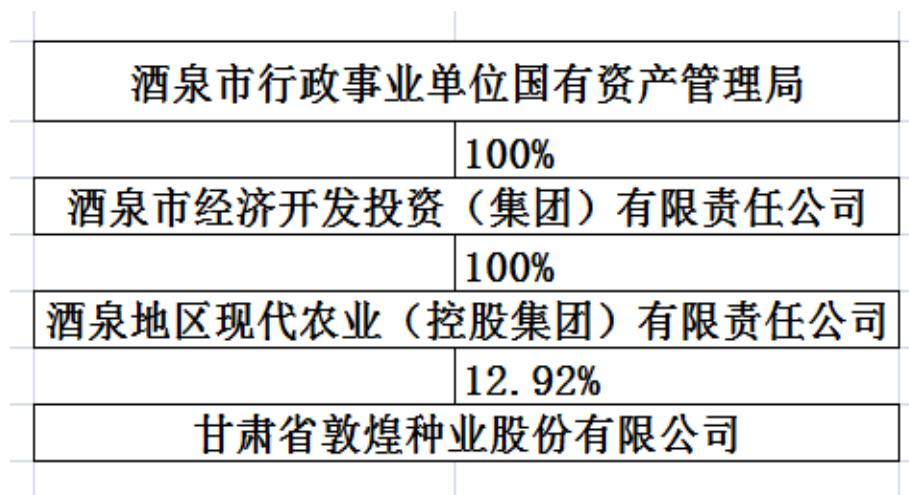 酒泉市行政事业单位国有资产管理局
100%
酒泉市经济开发投资（集团）有限责任公司
100%
酒泉地区现代农业（控股集团）有限责任公司
12.92%
甘肃省敦煌种业股份有限公司